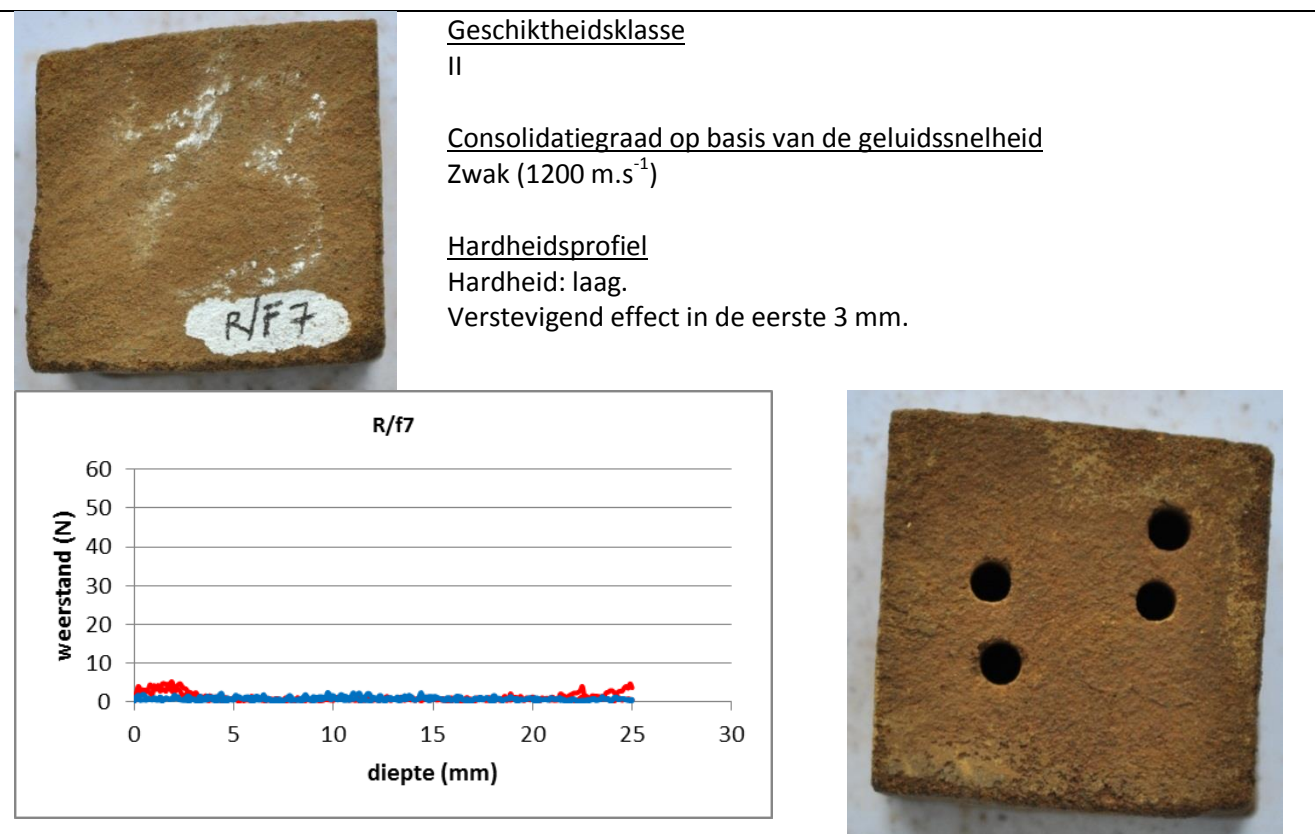 Geschiktheidsklasse
II
Consolidatiegraad op basis van de geluidssnelheid
Zwak (1200 m.s-1)
Hardheidsprofiel
Hardheid: laag.
Verstevigend effect in de eerste 3 mm.
R/F7
R/f7
60
50
40
30
20
10
0
weerstand (N)
0 5 10 15 20 25 30
diepte (mm)